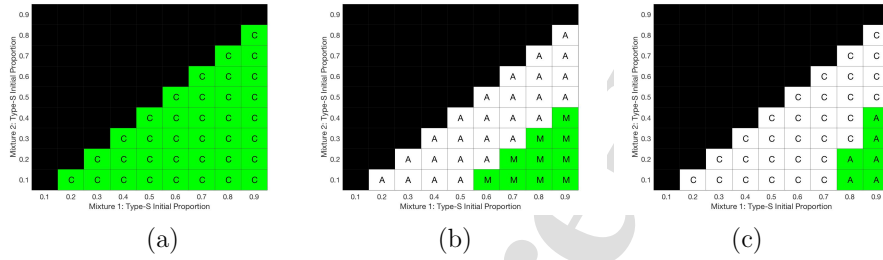 Mixture 2: Type-S Initial Proportion
0.9
0.8 C
0.7 C C
0.6 C C C
0.5 C C C C
0.4 C C C C C
0.3 C C C C C C
0.2 C C C C C C C
0.1 C C C C C C C C
0.1 0.2 0.3 0.4 0.5 0.6 0.7 0.8 0.9
Mixture 1: Type-S Initial Proportion
(a)
Mixture 2: Type-S Initial Proportion
0.9
0.8 A
0.7 A A
0.6 A A A
0.5 A A A A
0.4 A A A A M
0.3 A A A A M M
0.2 A A A A M M M
0.1 A A A A M M M M
0.1 0.2 0.3 0.4 0.5 0.6 0.7 0.8 0.9
Mixture 1: Type-S Initial Proportion
(b)
Mixture 2: Type-S Initial Proportion
0.9
0.8 C
0.7 C C
0.6 C C C
0.5 C C C C
0.4 C C C C A
0.3 C C C C C A
0.2 C C C C C A A
0.1 C C C C C C A A
0.1 0.2 0.3 0.4 0.5 0.6 0.7 0.8 0.9
Mixture 1: Type-S Initial Proportion
(c)